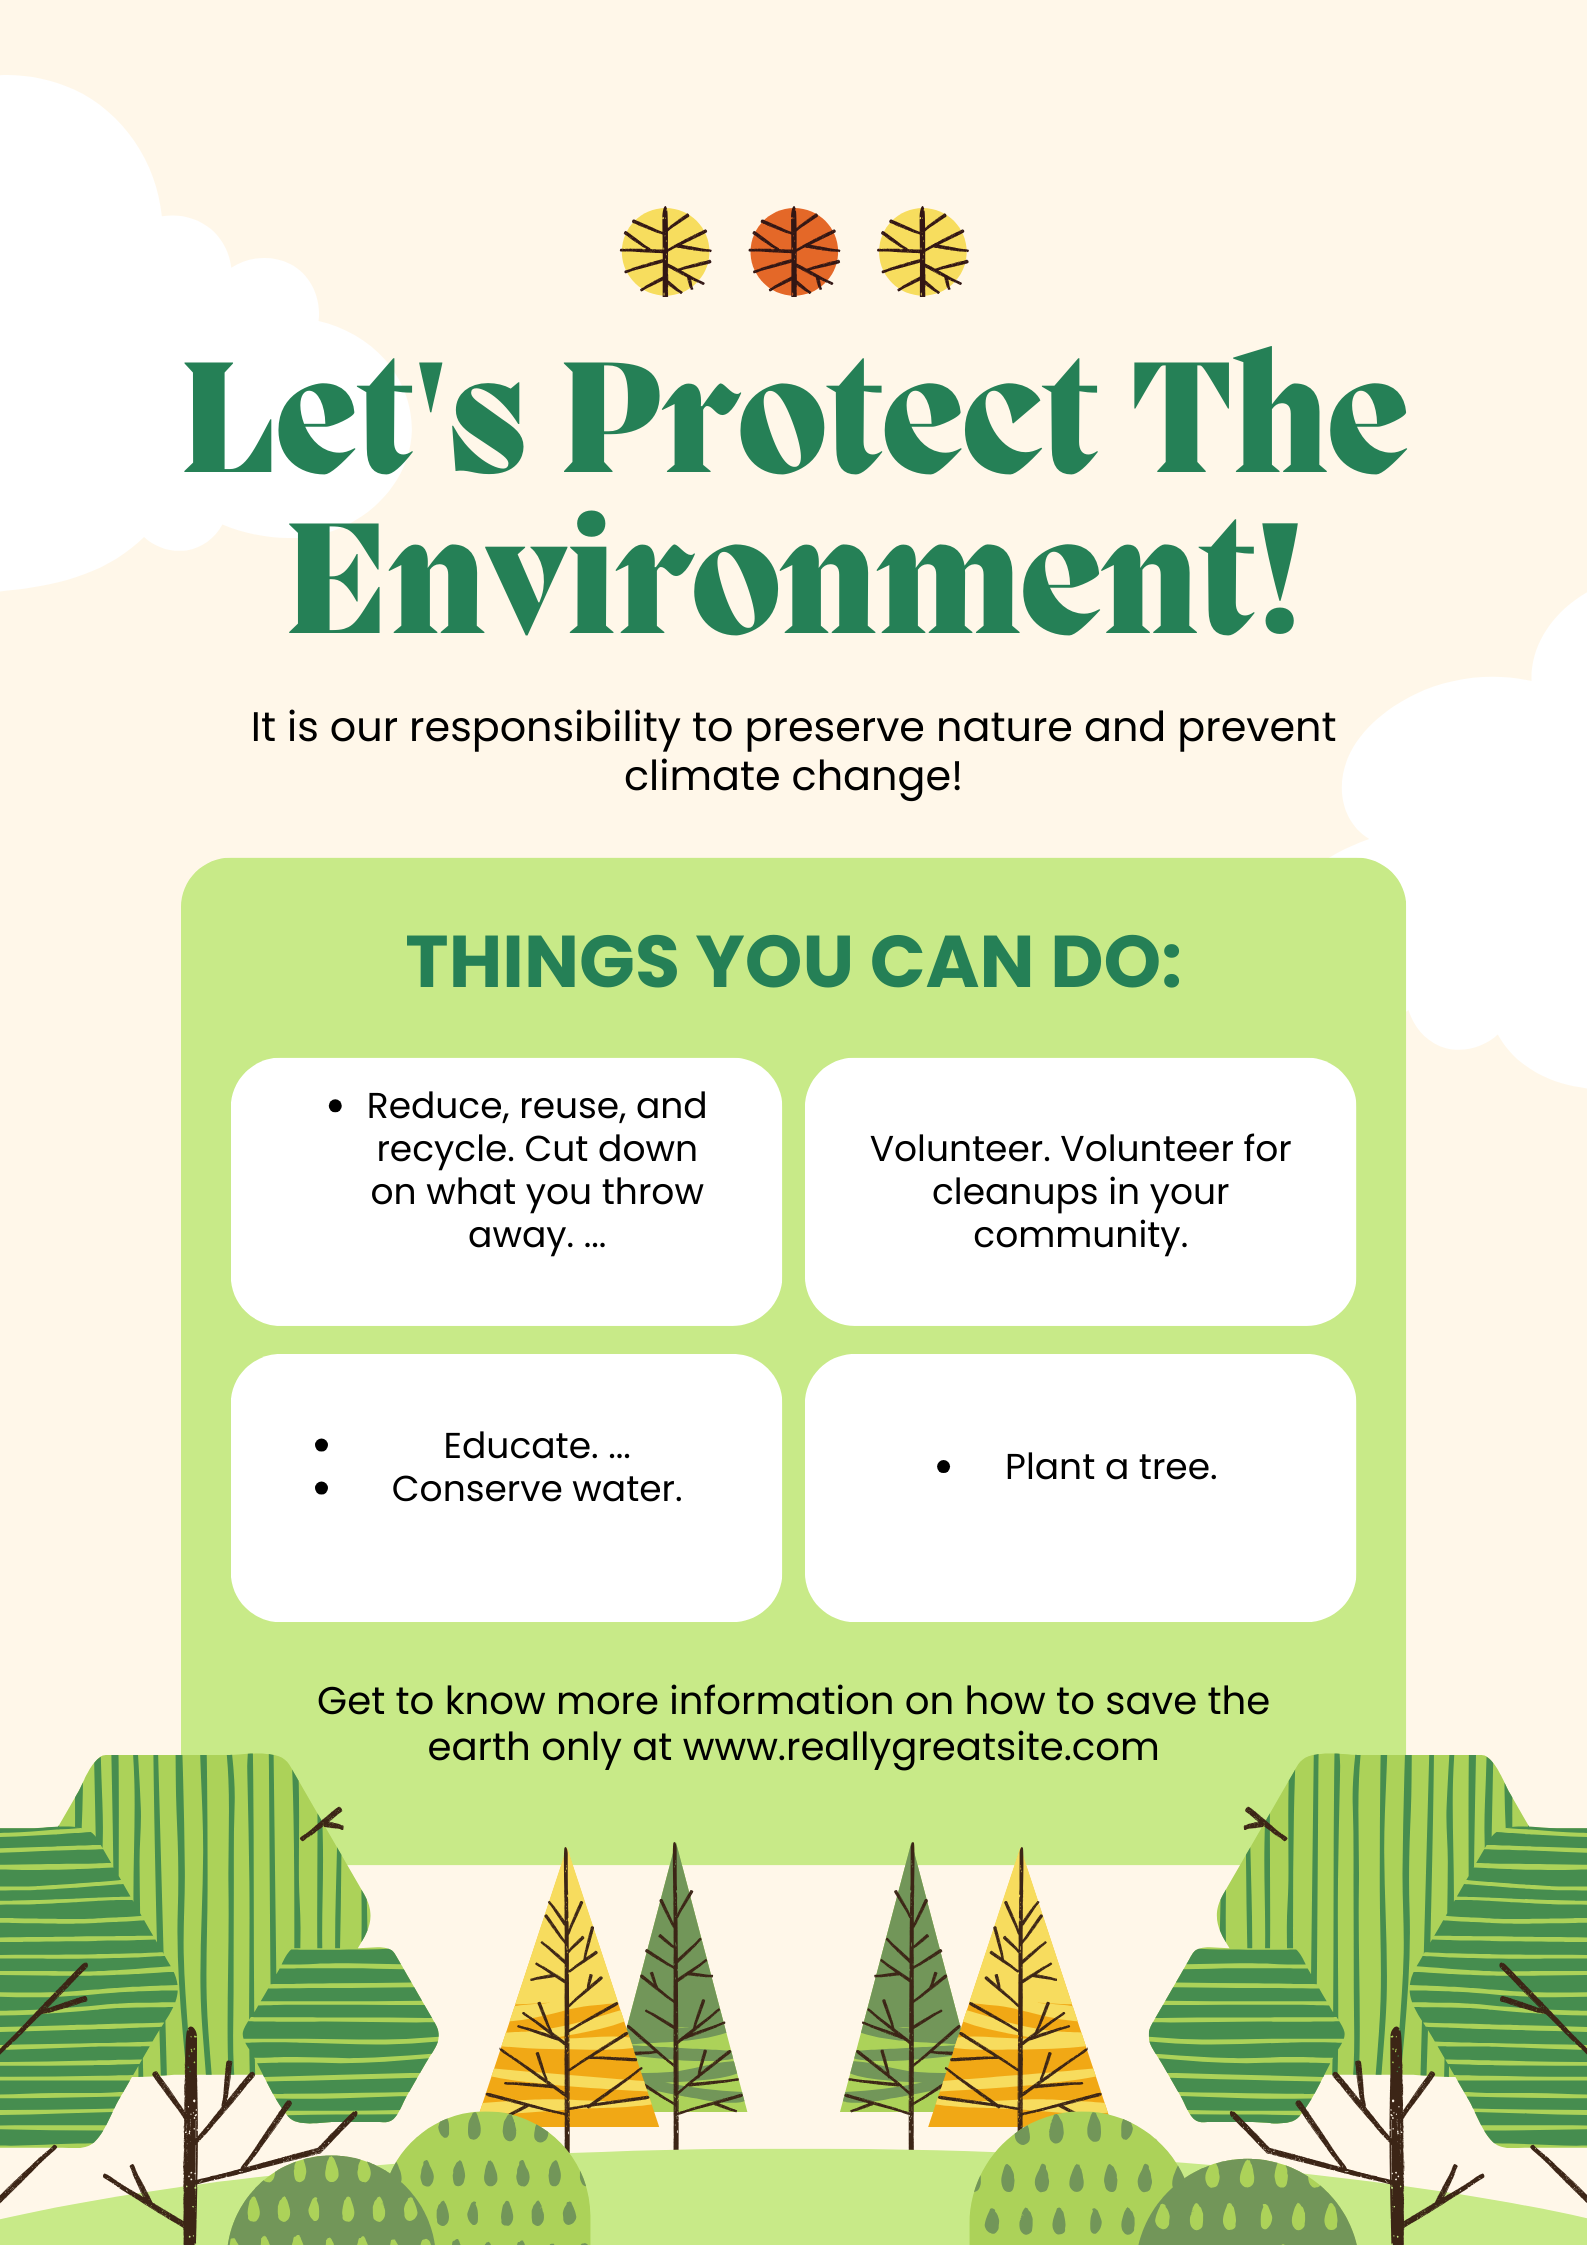 Let's Protect The
Environment!
It is our responsibility to preserve nature and prevent
climate change!
THINGS YOU CAN DO:
• Reduce, reuse, and
recycle. Cut down
on what you throw
away. ...
Volunteer. Volunteer for
cleanups in your
community.
• Educate. ...
• Conserve water.
• Plant a tree.
Get to know more information on how to save the
earth only at www.reallygreatsite.com